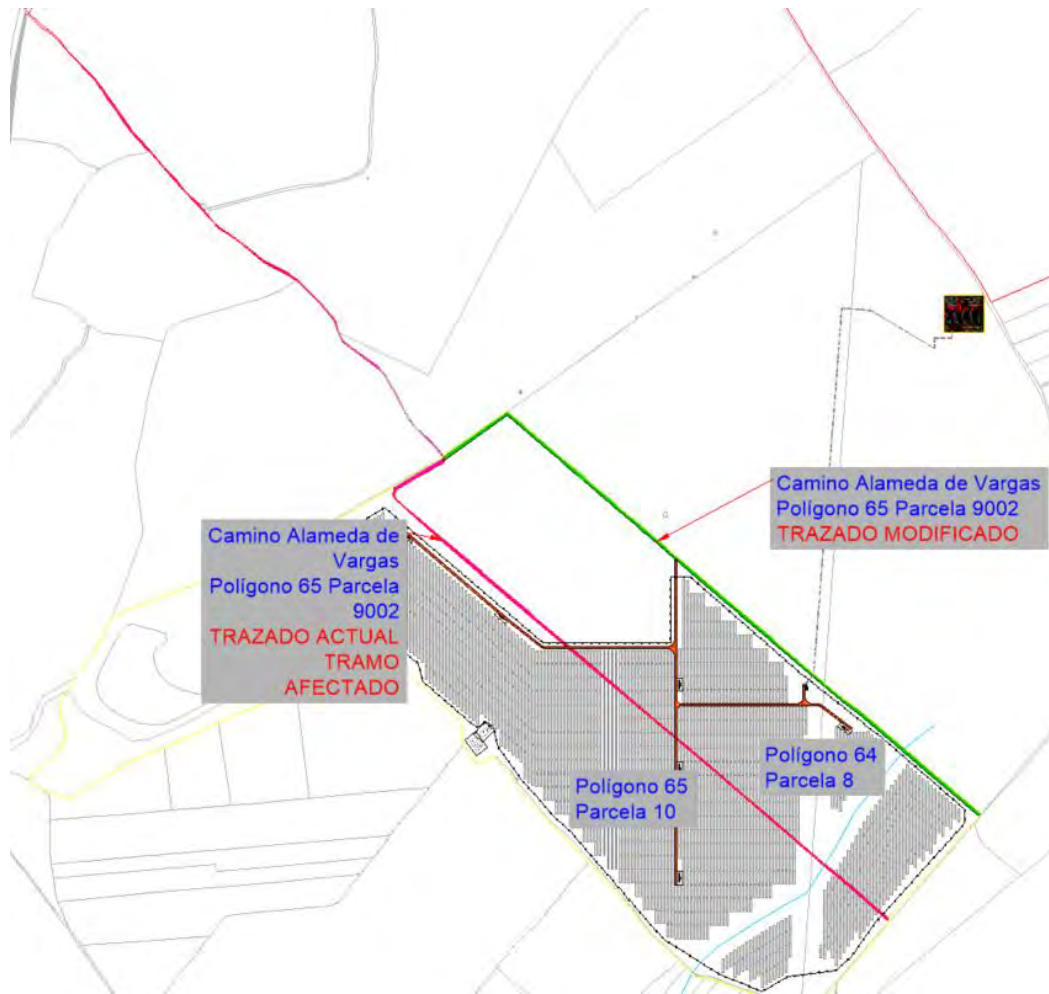 Camino Alameda de Vargas
Polígono 65 Parcela 9002
TRAZADO MODIFICADO
Camino Alameda de
Vargas
Polígono 65 Parcela
9002
TRAZADO ACTUAL
TRAMO
AFECTADO
Polígono 64
Parcela 8
Polígono 65
Parcela 10